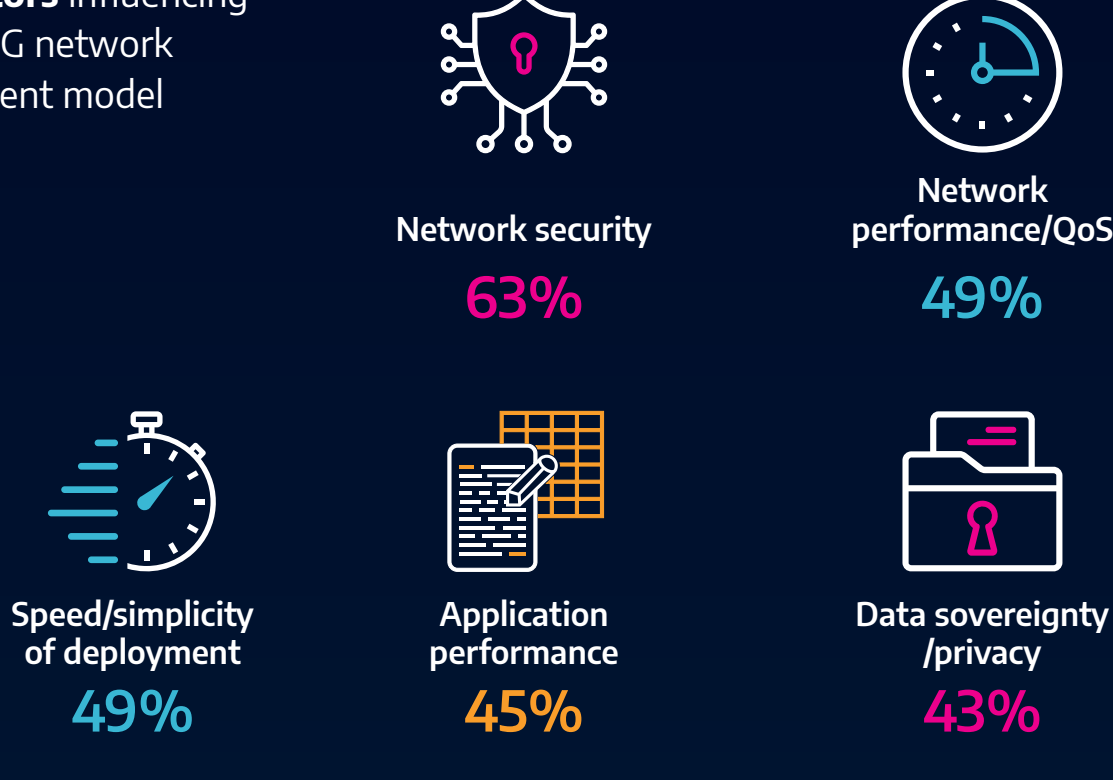 influencing
G network
ent model
Network security
63%
Network
performance/QoS
49%
Speed/simplicity
of deployment
49%
Application
performance
45%
Data sovereignty
/privacy
43%